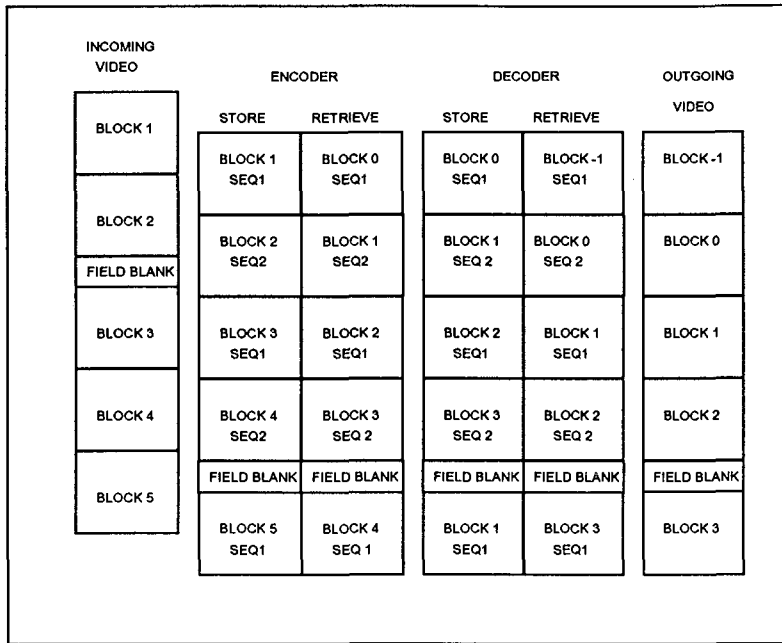 INCOMING
VIDEO
BLOCK 1
BLOCK 2
FIELD BLANK
BLOCK 3
BLOCK 4
BLOCK 5
ENCODER
STORE
RETRIEVE
BLOCK 1
SEQ1
BLOCK 0
SEQ1
BLOCK 2
SEQ2
BLOCK 1
SEQ2
BLOCK 3
SEQ1
BLOCK 2
SEQ1
BLOCK 4
SEQ2
BLOCK 3
SEQ 2
FIELD BLANK
FIELD BLANK
BLOCK 5
SEQ1
BLOCK 4
SEQ 1
DECODER
STORE
RETRIEVE
BLOCK 0
SEQ1
BLOCK -1
SEQ1
BLOCK 1
SEQ 2
BLOCK 0
SEQ 2
BLOCK 2
SEQ1
BLOCK 1
SEQ1
BLOCK 3
SEQ 2
BLOCK 2
SEQ 2
FIELD BLANK
FIELD BLANK
BLOCK 1
SEQ1
BLOCK 3
SEQ1
OUTGOING
VIDEO
BLOCK -1
BLOCK 0
BLOCK 1
BLOCK 2
FIELD BLANK
BLOCK 3